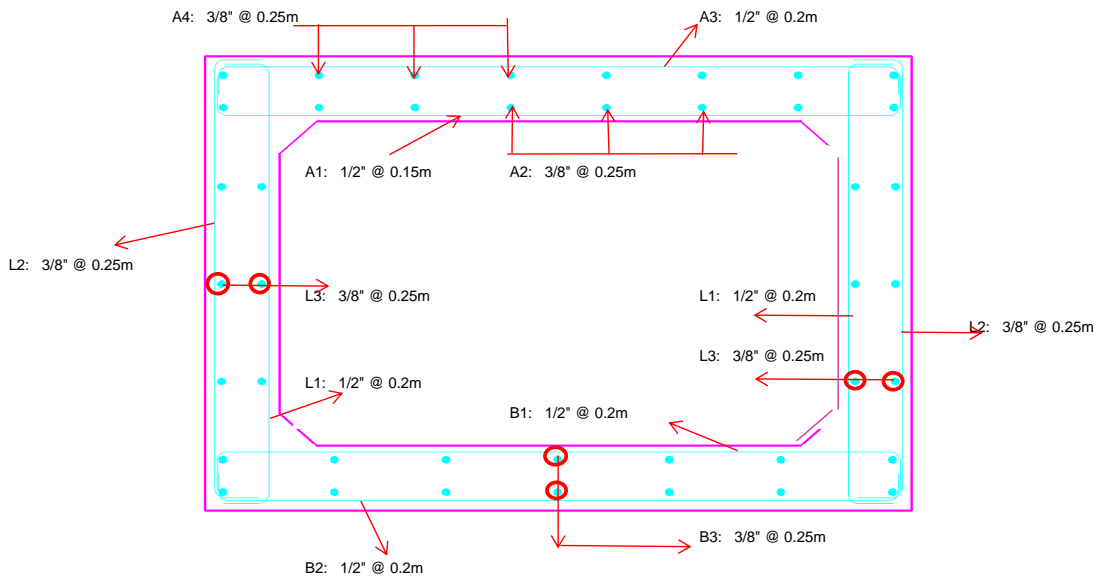 A4: 3/8" @ 0.25m
A3: 1/2" @ 0.2m
A1: 1/2" @ 0.15m
A2: 3/8" @ 0.25m
L2: 3/8" @ 0.25m
L3: 3/8" @ 0.25m
L1: 1/2" @ 0.2m
L2: 3/8" @ 0.25m
L3: 3/8" @ 0.25m
L1: 1/2" @ 0.2m
B1: 1/2" @ 0.2m
B3: 3/8" @ 0.25m
B2: 1/2" @ 0.2m